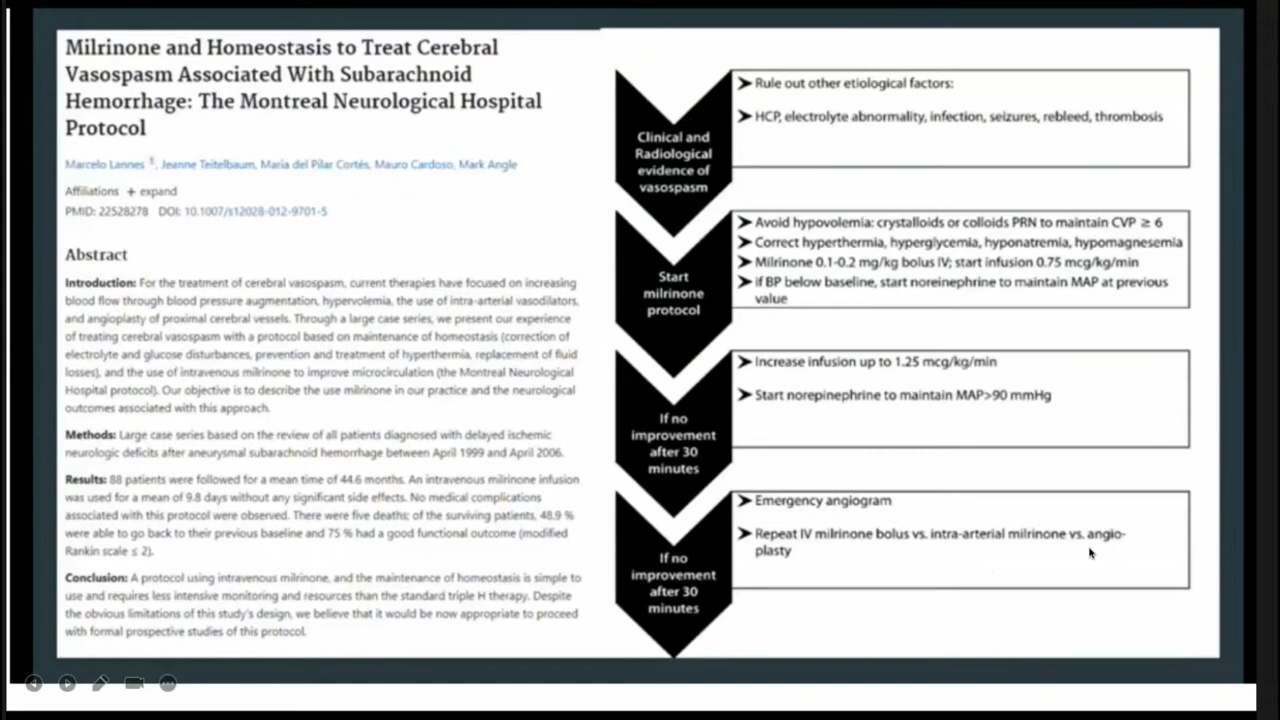 Milrinone and Homeostasis to Treat Cerebral
Vasospasm Associated With Subarachnoid
Hemorrhage: The Montreal Neurological Hospital
Protocol
Marcelo Lannes 1, Jeanne Teitelbaum, Maria del Pilar Cortés, Mauro Cardoso, Mark Angle
Affiliations + expand
PMID: 22528278 DOI: 10.1007/s12028-012-9701-5
Abstract
Introduction: For the treatment of cerebral vasospasm, current therapies have focused on increasing
blood flow through blood pressure augmentation, hypervolemia, the use of intra-arterial vasodilators,
and angioplasty of proximal cerebral vessels. Through a large case series, we present our experience
of treating cerebral vasospasm with a protocol based on maintenance of homeostasis (correction of
electrolyte and glucose disturbances, prevention and treatment of hyperthermia, replacement of fluid
losses), and the use of intravenous milrinone to improve microcirculation (the Montreal Neurological
Hospital protocol). Our objective is to describe the use milrinone in our practice and the neurological
outcomes associated with this approach.
Methods: Large case series based on the review of all patients diagnosed with delayed ischemic
neurologic deficits after aneurysmal subarachnoid hemorrhage between April 1999 and April 2006.
Results: 88 patients were followed for a mean time of 44.6 months. An intravenous milrinone infusion
was used for a mean of 9.8 days without any significant side effects. No medical complications
associated with this protocol were observed. There were five deaths; of the surviving patients, 48.9 %
were able to go back to their previous baseline and 75 % had a good functional outcome (modified
Rankin scale ≤ 2).
Conclusion: A protocol using intravenous milrinone, and the maintenance of homeostasis is simple to
use and requires less intensive monitoring and resources than the standard triple H therapy. Despite
the obvious limitations of this study's design, we believe that it would be now appropriate to proceed
with formal prospective studies of this protocol.
Clinical and
Radiological
evidence of
vasospasm
➤ Rule out other etiological factors:
➤ HCP, electrolyte abnormality, infection, seizures, rebleed, thrombosis
Start
milrinone
protocol
➤ Avoid hypovolemia: crystalloids or colloids PRN to maintain CVP ≥ 6
➤ Correct hyperthermia, hyperglycemia, hyponatremia, hypomagnesemia
➤ Milrinone 0.1-0.2 mg/kg bolus IV; start infusion 0.75 mcg/kg/min
➤ if BP below baseline, start noreinephrine to maintain MAP at previous
value
If no
improvement
after 30
minutes
➤ Increase infusion up to 1.25 mcg/kg/min
➤ Start norepinephrine to maintain MAP>90 mmHg
If no
improvement
after 30
minutes
➤ Emergency angiogram
➤ Repeat IV milrinone bolus vs. intra-arterial milrinone vs. angio-
plasty